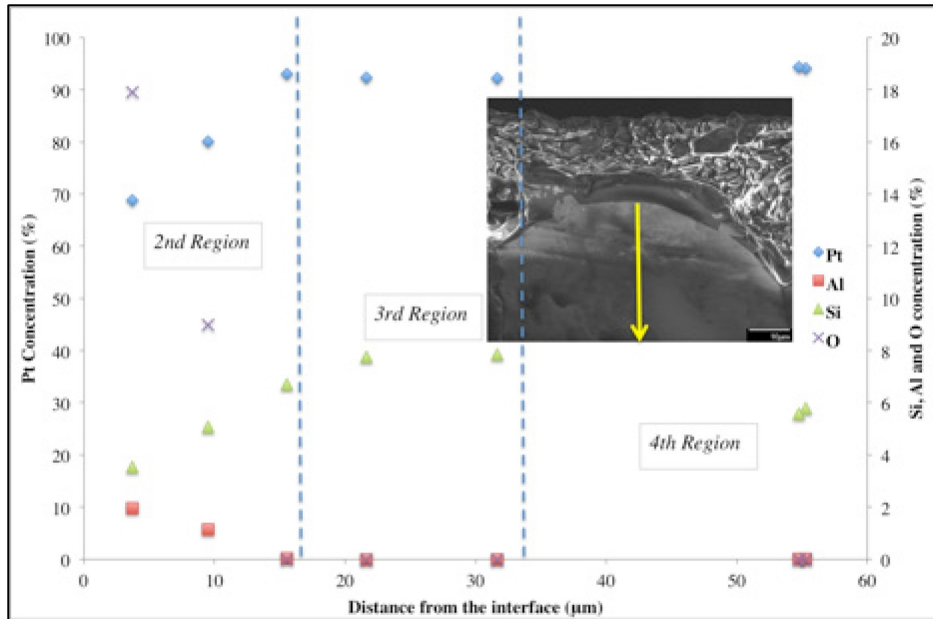 100
90
80
70
60
50
40
30
20
10
0
Pt Concentration (%)
20
18
16
14
12
10
8
6
4
2
0
Si, Al and O concentration (%)
2nd Region
3rd Region
4th Region
Pt
Al
Si
O
0 10 20 30 40 50 60
Distance from the interface (µm)